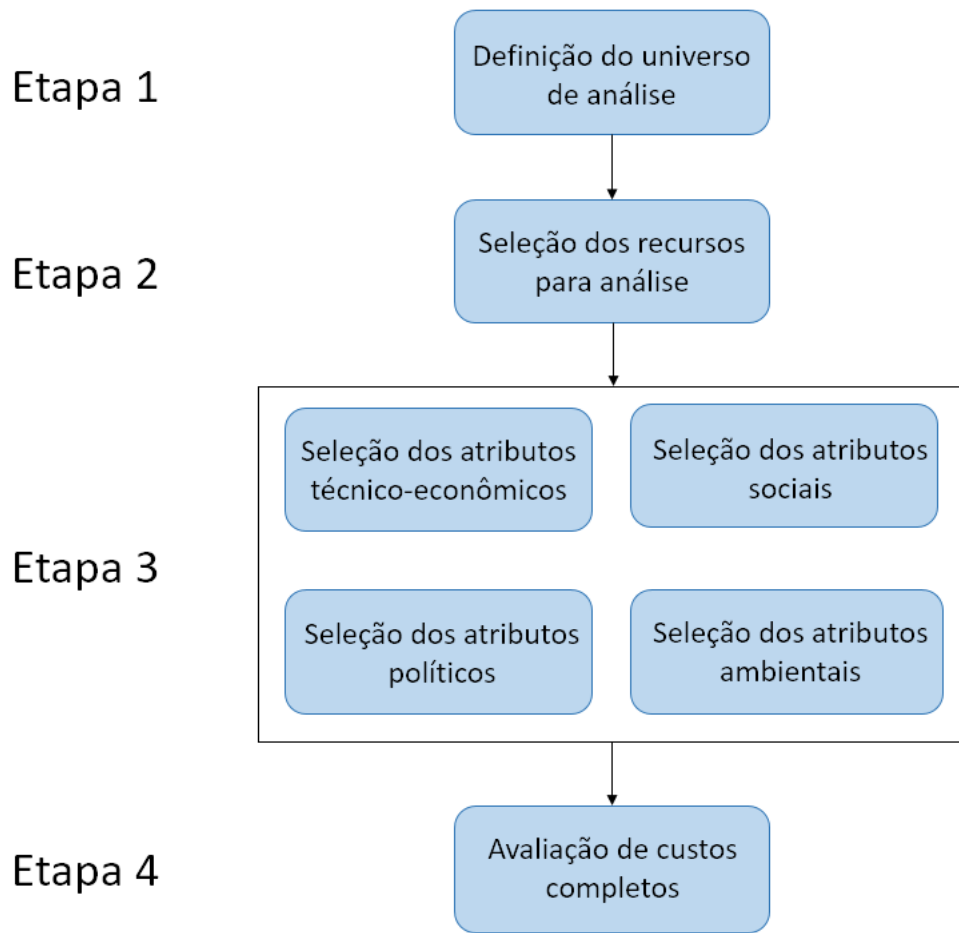 Etapa 1
Definição do universo
de análise
Etapa 2
Seleção dos recursos
para análise
Etapa 3
Seleção dos atributos
técnico-econômicos
Seleção dos atributos
sociais
Seleção dos atributos
políticos
Seleção dos atributos
ambientais
Etapa 4
Avaliação de custos
completos